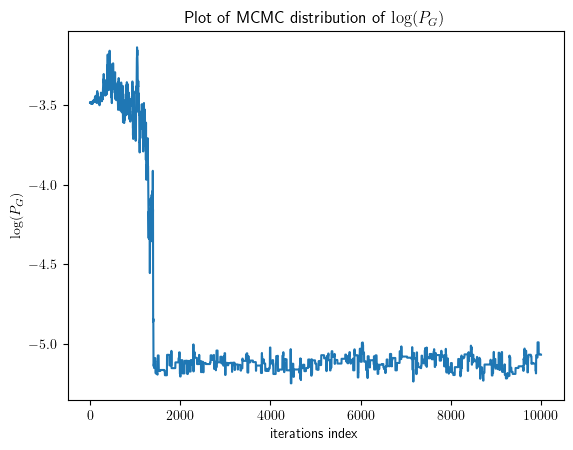 Plot of MCMC distribution of log(P_G)
log(P_G)
−3.5
−4.0
−4.5
−5.0
0 2000 4000 6000 8000 10000
iterations index